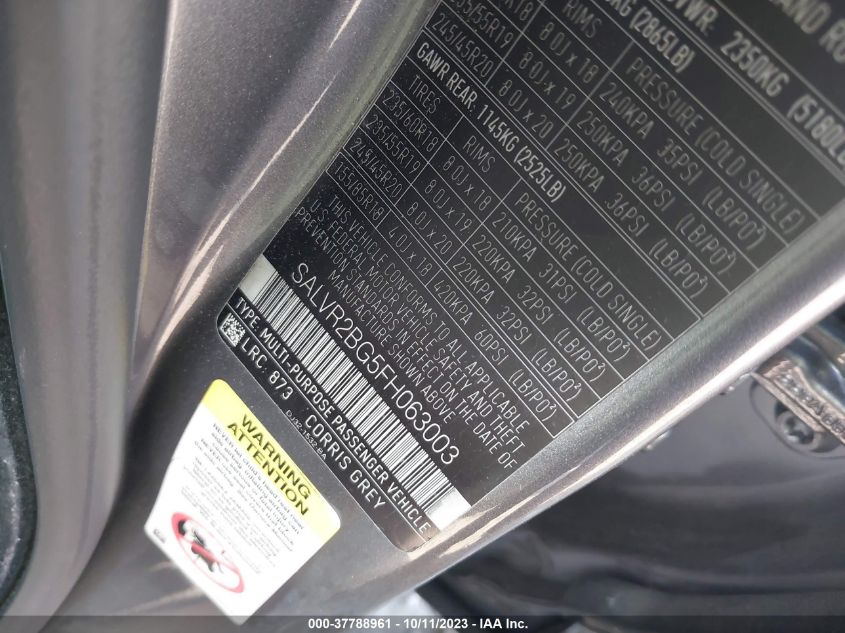 LAND RO
GVWR. 2350KG (5180LB
KG (2865LB)
RIMS PRESSURE (COLD SINGLE)
R18 8.0J x 18 240KPA 35PSI (LB/PO²)
235/55R19 8.0J x 19 250KPA 36PSI (LB/PO²)
245/45R20 8.0J x 20 250KPA 36PSI (LB/PO²)
GAWR REAR. 1145KG (2525LB)
TIRES RIMS PRESSURE (COLD SINGLE)
235/60R18 8.0J x 18 210KPA 31PSI (LB/PO²)
235/55R19 8.0J x 19 220KPA 32PSI (LB/PO²)
245/45R20 8.0J x 20 220KPA 32PSI (LB/PO²)
T155/85R18 4.0J x 18 420KPA 60PSI (LB/PO²)
THIS VEHICLE CONFORMS TO ALL APPLICABLE
U.S. FEDERAL MOTOR VEHICLE SAFETY AND THEFT
PREVENTION STANDARDS IN EFFECT ON THE DATE OF
MANUFACTURE SHOWN ABOVE
SALVR2BG5FH063003
TYPE: MULTI-PURPOSE PASSENGER VEHICLE
LRC: 873 CORRIS GREY
WARNING
ATTENTION
000-37788961 - 10/11/2023 - IAA Inc.